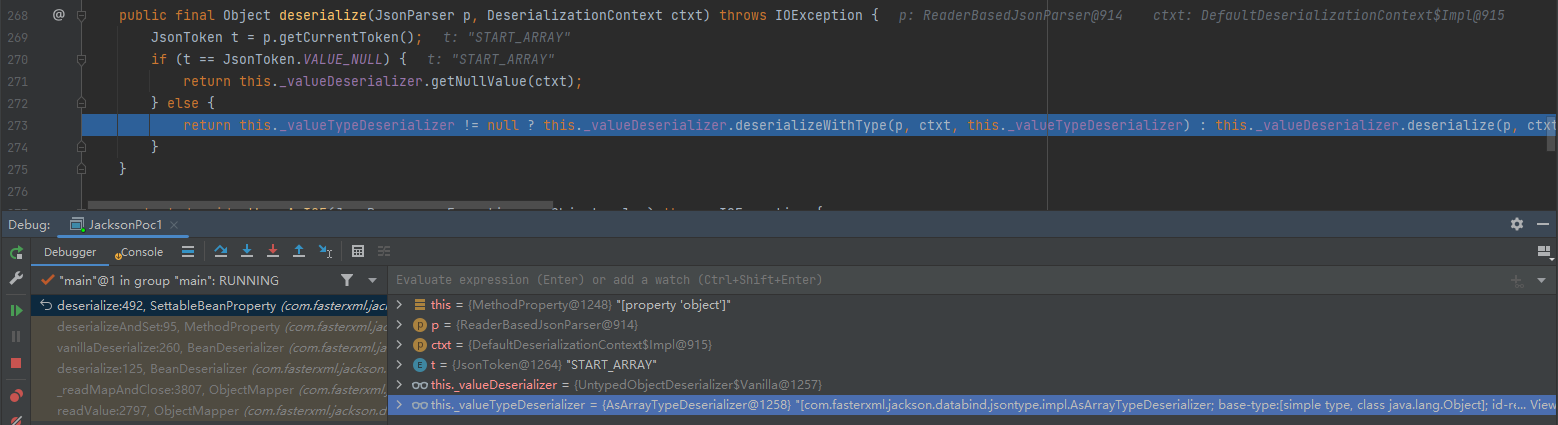 268 @ public final Object deserialize(JsonParser p, DeserializationContext ctxt) throws IOException { p: ReaderBasedJsonParser@914 ctxt: DefaultDeserializationContext$Impl@915
269 JsonToken t = p.getCurrentToken(); t: "START_ARRAY"
270 if (t == JsonToken.VALUE_NULL) { t: "START_ARRAY"
271 return this._valueDeserializer.getNullValue(ctxt);
272 } else {
273 return this._valueTypeDeserializer != null ? this._valueDeserializer.deserializeWithType(p, ctxt, this._valueTypeDeserializer) : this._valueDeserializer.deserialize(p, ctxt
274 }
275 }
276
Debug: JacksonPoc1
Debugger Console
"main"@1 in group "main": RUNNING
Evaluate expression (Enter) or add a watch (Ctrl+Shift+Enter)
deserialize:492, SettableBeanProperty (com.fasterxml.jacks
deserializeAndSet:95, MethodProperty (com.fasterxml.jack
vanillaDeserialize:260, BeanDeserializer (com.fasterxml.jac
deserialize:125, BeanDeserializer (com.fasterxml.jackson.
_readMapAndClose:3807, ObjectMapper (com.fasterxml.
readValue:2797, ObjectMapper (com.fasterxml.jackson.d
this = {MethodProperty@1248} "[property 'object']"
p = {ReaderBasedJsonParser@914}
ctxt = {DefaultDeserializationContext$Impl@915}
t = {JsonToken@1264} "START_ARRAY"
this._valueDeserializer = {UntypedObjectDeserializer$Vanilla@1257}
this._valueTypeDeserializer = {AsArrayTypeDeserializer@1258} "[com.fasterxml.jackson.databind.jsontype.impl.AsArrayTypeDeserializer; base-type:[simple type, class java.lang.Object]; id-re... View